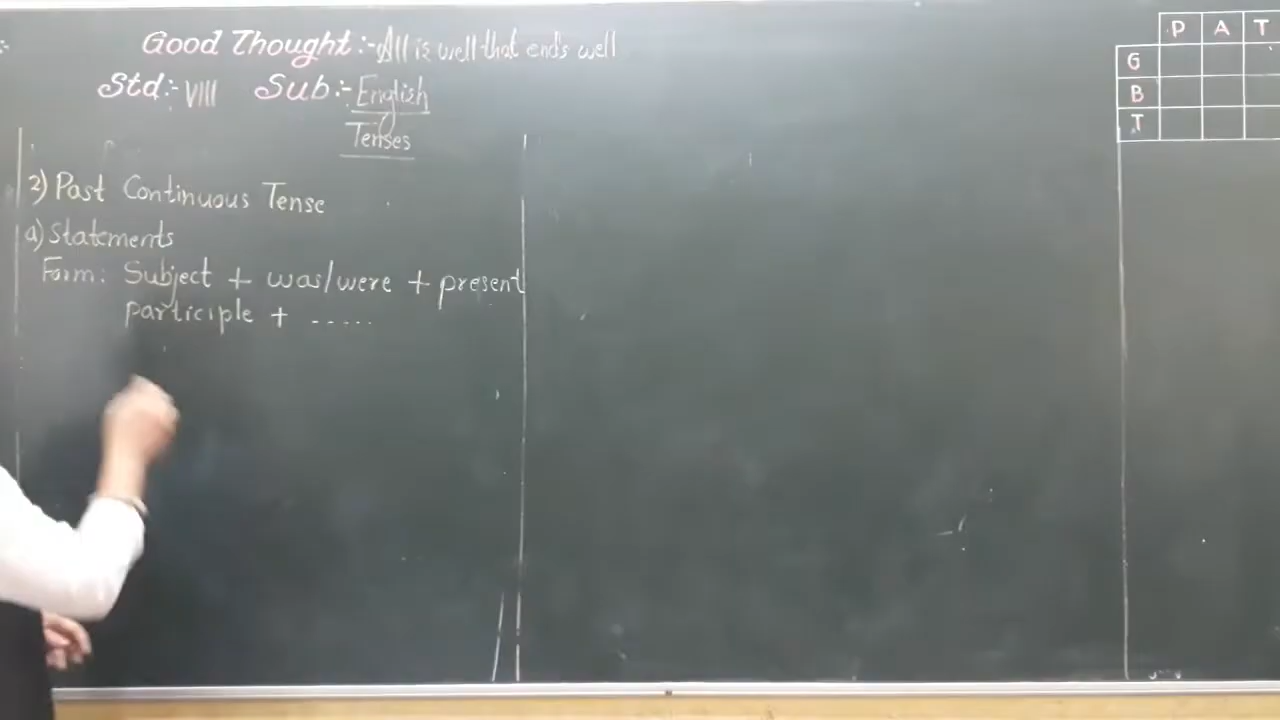 Good Thought:- All is well that ends well
Std:- VIII Sub:- English
Tenses
2) Past Continuous Tense
a) Statements
Form: Subject + was/were + present
participle + .....
P A T
G
B
T